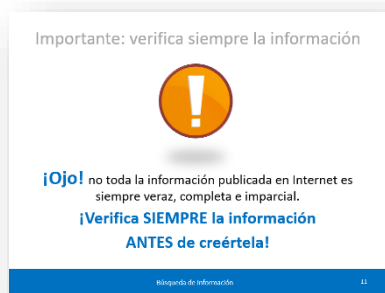 Importante: verifica siempre la información
¡Ojo! no toda la información publicada en Internet es
siempre veraz, completa e imparcial.
¡Verifica SIEMPRE la información
ANTES de creértela!
Búsqueda de Información
11